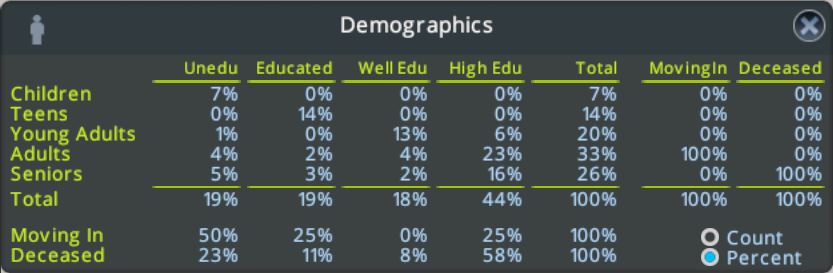 Demographics
Unedu Educated Well Edu High Edu Total MovingIn Deceased
Children 7% 0% 0% 0% 7% 0% 0%
Teens 0% 14% 0% 0% 14% 0% 0%
Young Adults 1% 0% 13% 6% 20% 0% 0%
Adults 4% 2% 4% 23% 33% 100% 0%
Seniors 5% 3% 2% 16% 26% 0% 100%
Total 19% 19% 18% 44% 100% 100% 100%
Moving In 50% 25% 0% 25% 100% Count
Deceased 23% 11% 8% 58% 100% Percent